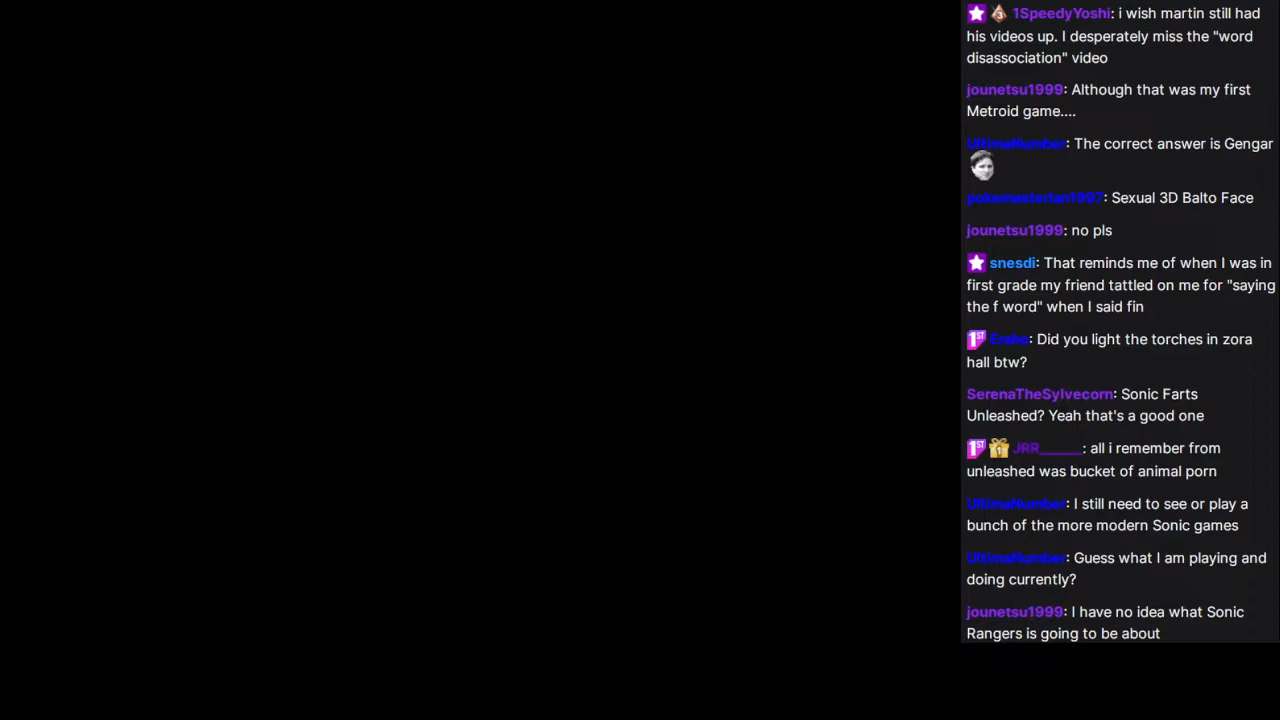 1SpeedyYoshi: i wish martin still had
his videos up. I desperately miss the "word
disassociation" video
jounetsu1999: Although that was my first
Metroid game....
UltimaNumber: The correct answer is Gengar
pokemasterian1997: Sexual 3D Balto Face
jounetsu1999: no pls
snesdi: That reminds me of when I was in
first grade my friend tattled on me for "saying
the f word" when I said fin
1ST Eraho: Did you light the torches in zora
hall btw?
SerenaTheSylvecorn: Sonic Farts
Unleashed? Yeah that's a good one
1ST 1 JRR______: all i remember from
unleashed was bucket of animal porn
UltimaNumber: I still need to see or play a
bunch of the more modern Sonic games
UltimaNumber: Guess what I am playing and
doing currently?
jounetsu1999: I have no idea what Sonic
Rangers is going to be about